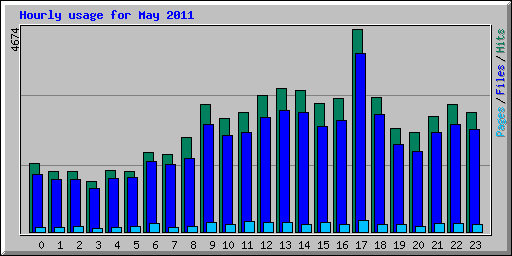 Hourly usage for May 2011
4674
Pages / Files / Hits
0 1 2 3 4 5 6 7 8 9 10 11 12 13 14 15 16 17 18 19 20 21 22 23